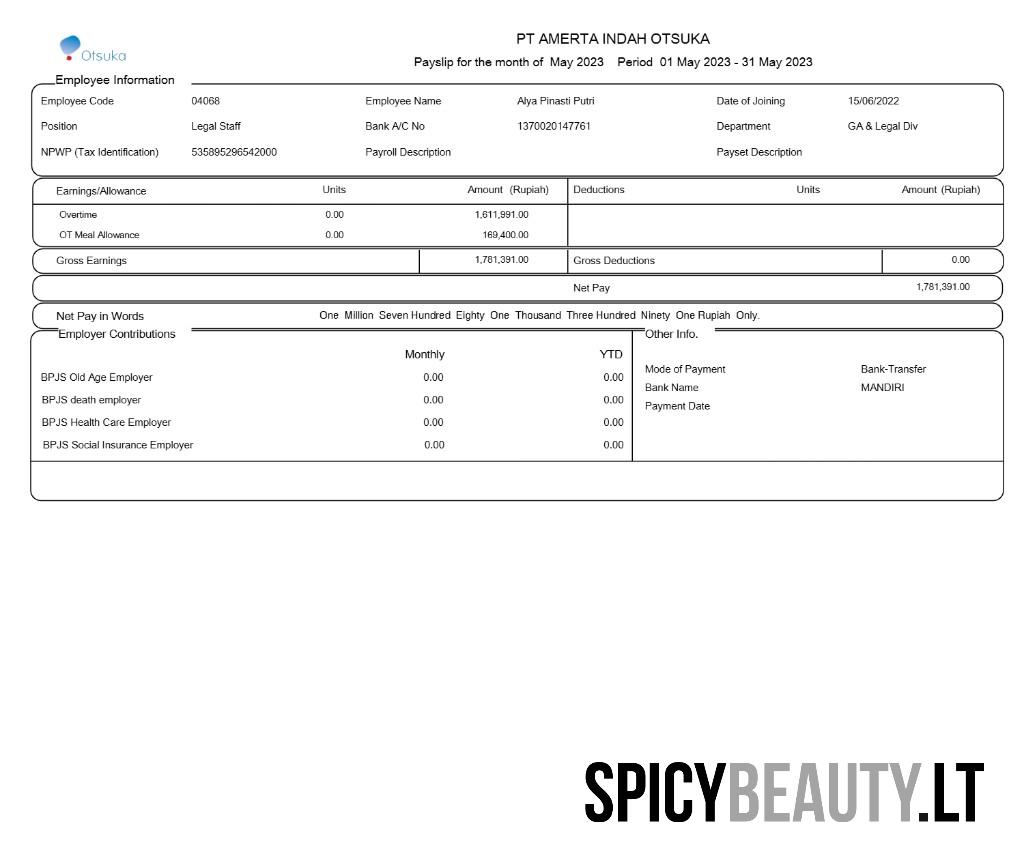 Otsuka
PT AMERTA INDAH OTSUKA
Payslip for the month of May 2023 Period 01 May 2023 - 31 May 2023
Employee Information
Employee Code 04068 Employee Name Alya Pinasti Putri Date of Joining 15/06/2022
Position Legal Staff Bank A/C No 1370020147761 Department GA & Legal Div
NPWP (Tax Identification) 535895296542000 Payroll Description Payset Description
Earnings/Allowance Units Amount (Rupiah) Deductions Units Amount (Rupiah)
Overtime 0.00 1,611,991.00
OT Meal Allowance 0.00 169,400.00
Gross Earnings 1,781,391.00 Gross Deductions 0.00
Net Pay 1,781,391.00
Net Pay in Words One Million Seven Hundred Eighty One Thousand Three Hundred Ninety One Rupiah Only.
Employer Contributions Other Info.
Monthly YTD
BPJS Old Age Employer 0.00 0.00 Mode of Payment Bank-Transfer
BPJS death employer 0.00 0.00 Bank Name MANDIRI
BPJS Health Care Employer 0.00 0.00 Payment Date
BPJS Social Insurance Employer 0.00 0.00
SPICYBEAUTY.LT